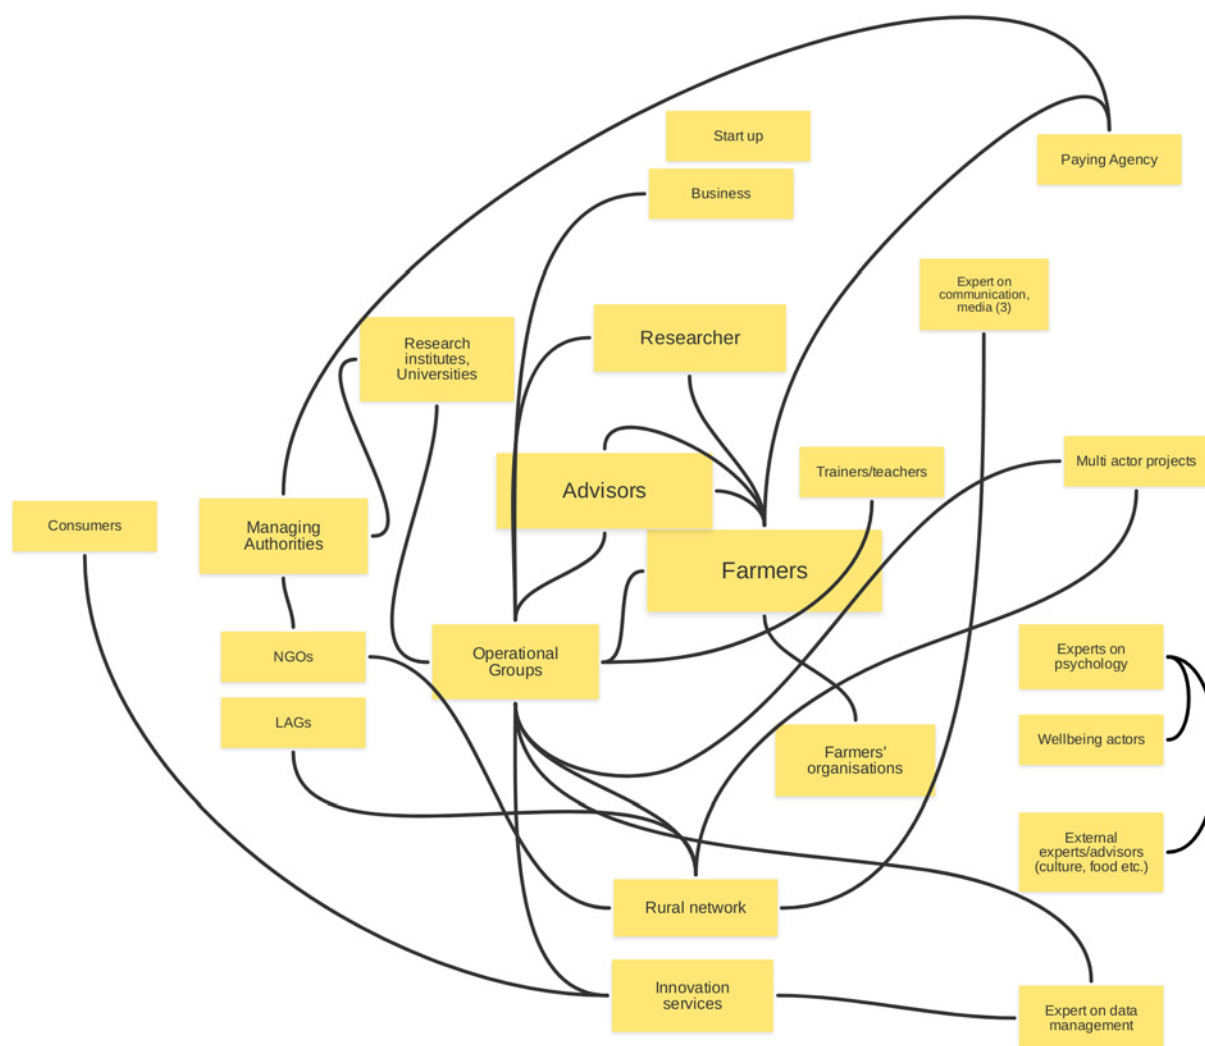 Start up
Paying Agency
Business
Expert on
communication,
media (3)
Research
institutes,
Universities
Researcher
Multi actor projects
Trainers/teachers
Advisors
Consumers
Managing
Authorities
Farmers
NGOs
Operational
Groups
Experts on
psychology
LAGs
Wellbeing actors
Farmers'
organisations
External
experts/advisors
(culture, food etc.)
Rural network
Innovation
services
Expert on data
management